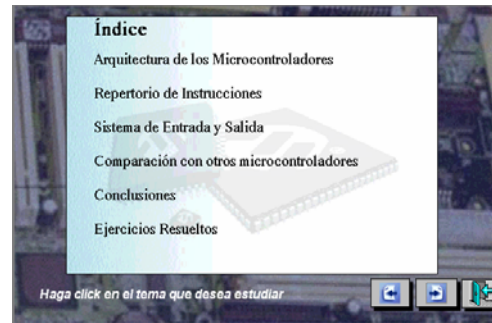 Índice
Arquitectura de los Microcontroladores
Repertorio de Instrucciones
Sistema de Entrada y Salida
Comparación con otros microcontroladores
Conclusiones
Ejercicios Resueltos
Haga click en el tema que desea estudiar